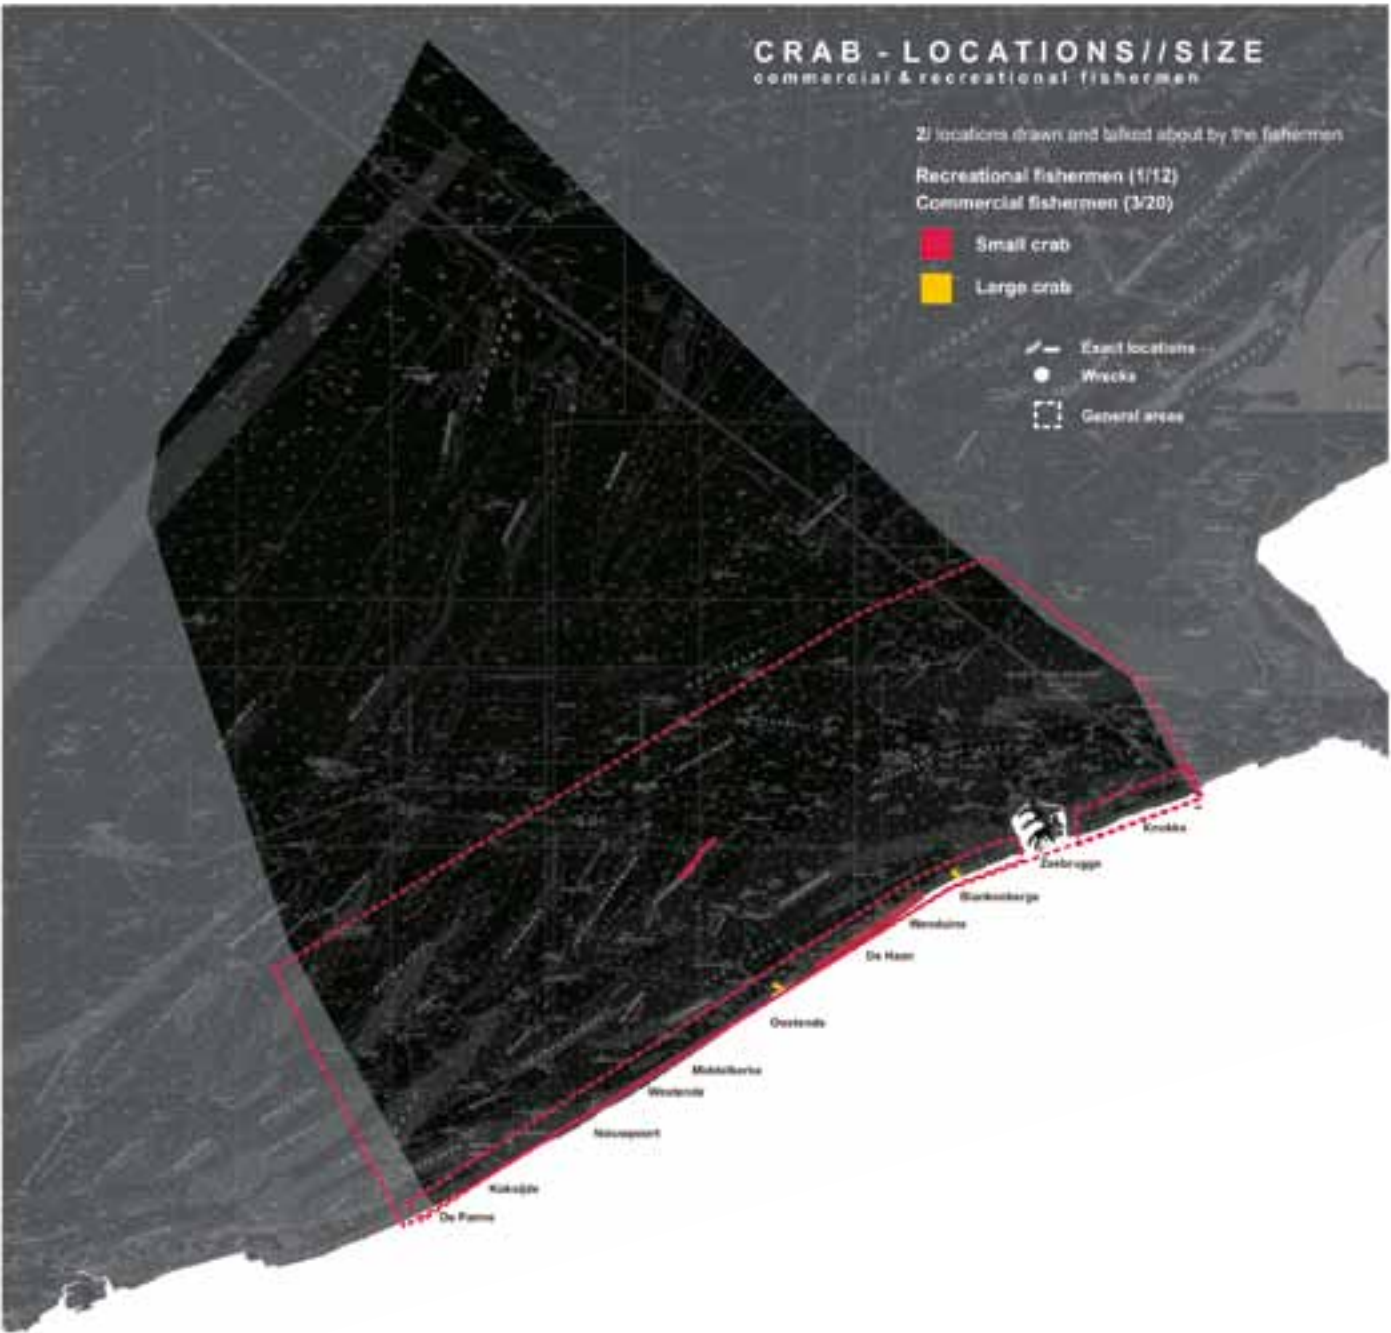 CRAB - LOCATIONS//SIZE
commercial & recreational fishermen
2/ locations drawn and talked about by the fishermen
Recreational fishermen (1/12)
Commercial fishermen (3/20)
Small crab
Large crab
Exact locations
Wrecks
General areas
Knokke
Zeebrugge
Blankenberge
Wenduine
De Haan
Oostende
Middelkerke
Westende
Nieuwpoort
Koksijde
De Panne